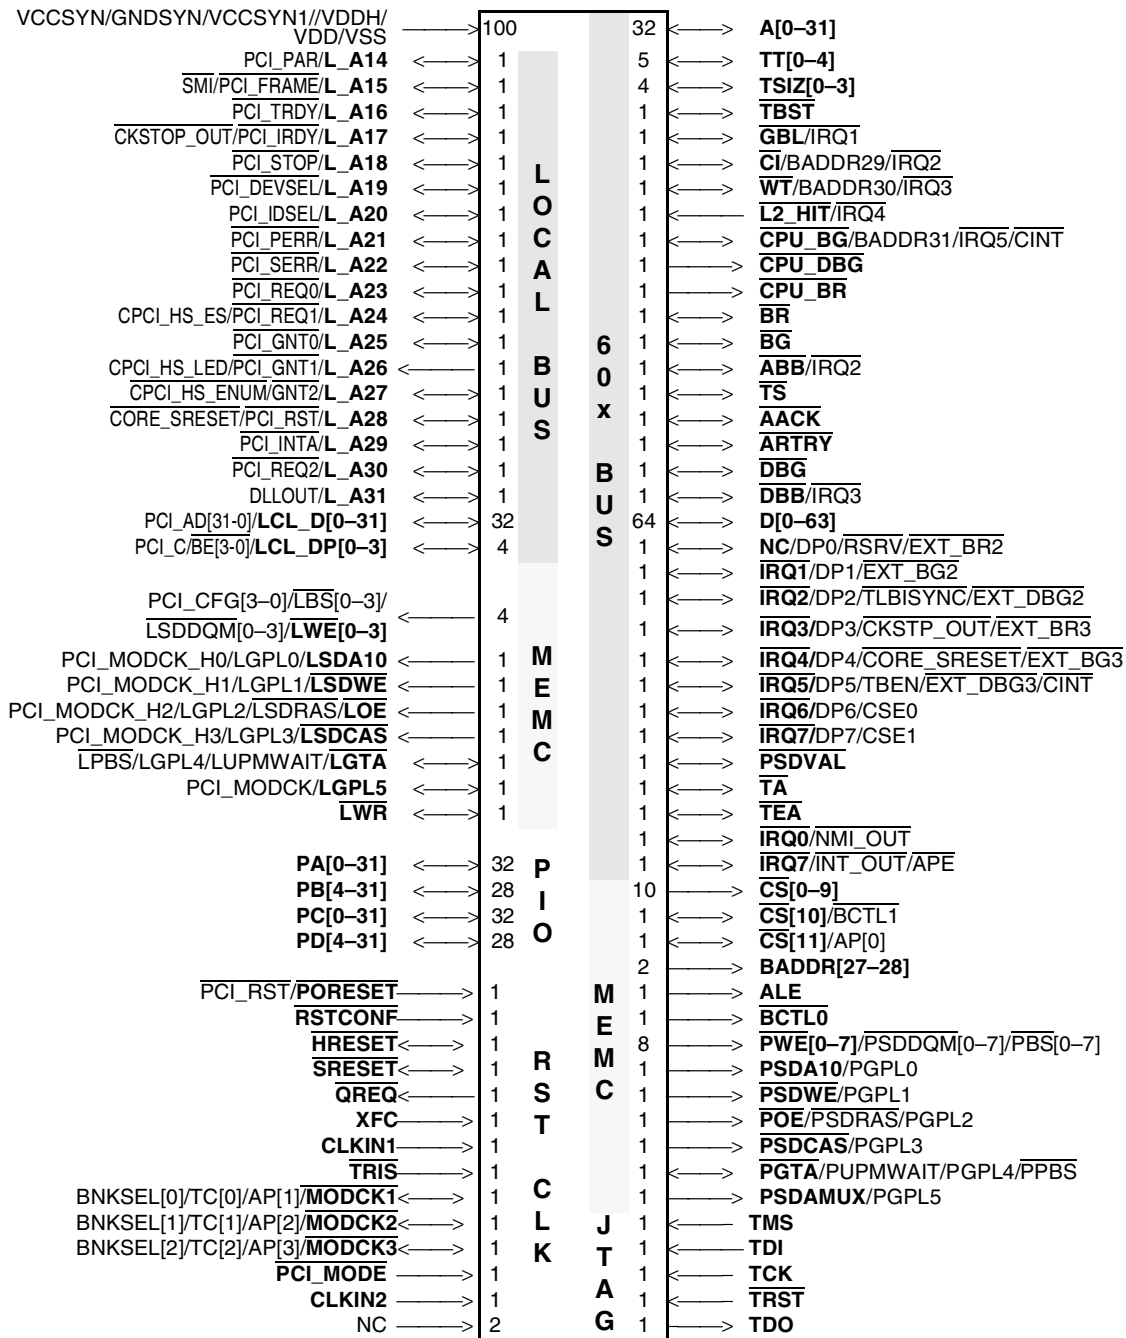 VCCSYN/GNDSYN/VCCSYN1//VDDH/
VDD/VSS 100
PCI_PAR/L_A14 1
SMI/PCI_FRAME/L_A15 1
PCI_TRDY/L_A16 1
CKSTOP_OUT/PCI_IRDY/L_A17 1
PCI_STOP/L_A18 1
PCI_DEVSEL/L_A19 1
PCI_IDSEL/L_A20 1
PCI_PERR/L_A21 1
PCI_SERR/L_A22 1
PCI_REQ0/L_A23 1
CPCI_HS_ES/PCI_REQ1/L_A24 1
PCI_GNT0/L_A25 1
CPCI_HS_LED/PCI_GNT1/L_A26 1
CPCI_HS_ENUM/GNT2/L_A27 1
CORE_SRESET/PCI_RST/L_A28 1
PCI_INTA/L_A29 1
PCI_REQ2/L_A30 1
DLLOUT/L_A31 1
PCI_AD[31-0]/LCL_D[0–31] 32
PCI_C/BE[3-0]/LCL_DP[0–3] 4
PCI_CFG[3–0]/LBS[0–3]/
LSDDQM[0–3]/LWE[0–3] 4
PCI_MODCK_H0/LGPL0/LSDA10 1
PCI_MODCK_H1/LGPL1/LSDWE 1
PCI_MODCK_H2/LGPL2/LSDRAS/LOE 1
PCI_MODCK_H3/LGPL3/LSDCAS 1
LPBS/LGPL4/LUPMWAIT/LGTA 1
PCI_MODCK/LGPL5 1
LWR 1
PA[0–31] 32
PB[4–31] 28
PC[0–31] 32
PD[4–31] 28
PCI_RST/PORESET 1
RSTCONF 1
HRESET 1
SRESET 1
QREQ 1
XFC 1
CLKIN1 1
TRIS 1
BNKSEL[0]/TC[0]/AP[1]/MODCK1 1
BNKSEL[1]/TC[1]/AP[2]/MODCK2 1
BNKSEL[2]/TC[2]/AP[3]/MODCK3 1
PCI_MODE 1
CLKIN2 1
NC 2
LOCAL BUS
MEMC
PIO
RST CLK
60x BUS
MEMC
JTAG
32 A[0–31]
5 TT[0–4]
4 TSIZ[0–3]
1 TBST
1 GBL/IRQ1
1 CI/BADDR29/IRQ2
1 WT/BADDR30/IRQ3
1 L2_HIT/IRQ4
1 CPU_BG/BADDR31/IRQ5/CINT
1 CPU_DBG
1 CPU_BR
1 BR
1 BG
1 ABB/IRQ2
1 TS
1 AACK
1 ARTRY
1 DBG
1 DBB/IRQ3
64 D[0–63]
1 NC/DP0/RSRV/EXT_BR2
1 IRQ1/DP1/EXT_BG2
1 IRQ2/DP2/TLBISYNC/EXT_DBG2
1 IRQ3/DP3/CKSTP_OUT/EXT_BR3
1 IRQ4/DP4/CORE_SRESET/EXT_BG3
1 IRQ5/DP5/TBEN/EXT_DBG3/CINT
1 IRQ6/DP6/CSE0
1 IRQ7/DP7/CSE1
1 PSDVAL
1 TA
1 TEA
1 IRQ0/NMI_OUT
1 IRQ7/INT_OUT/APE
10 CS[0–9]
1 CS[10]/BCTL1
1 CS[11]/AP[0]
2 BADDR[27–28]
1 ALE
1 BCTL0
8 PWE[0–7]/PSDDQM[0–7]/PBS[0–7]
1 PSDA10/PGPL0
1 PSDWE/PGPL1
1 POE/PSDRAS/PGPL2
1 PSDCAS/PGPL3
1 PGTA/PUPMWAIT/PGPL4/PPBS
1 PSDAMUX/PGPL5
1 TMS
1 TDI
1 TCK
1 TRST
1 TDO